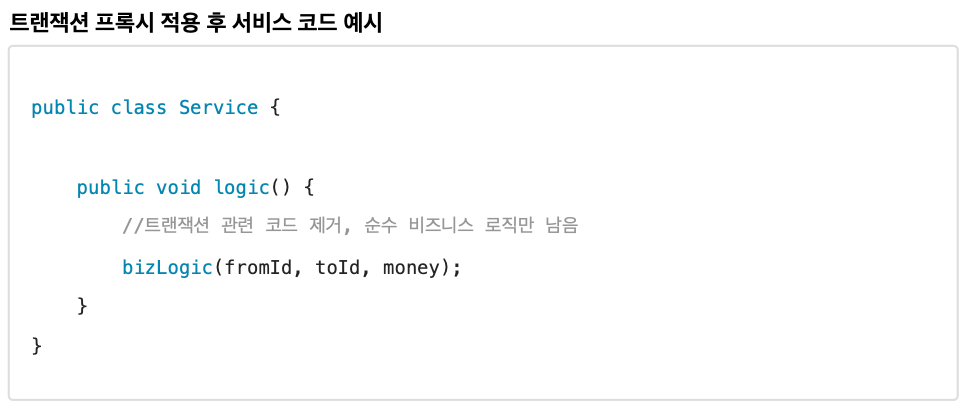 트랜잭션 프록시 적용 후 서비스 코드 예시
public class Service {
    public void logic() {
        //트랜잭션 관련 코드 제거, 순수 비즈니스 로직만 남음
        bizLogic(fromId, toId, money);
    }
}